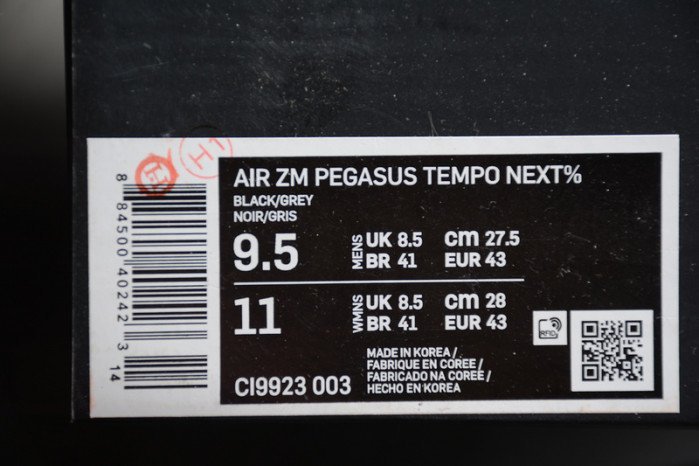 H1
AIR ZM PEGASUS TEMPO NEXT%
BLACK/GREY
NOIR/GRIS
9.5 MENS UK 8.5 cm 27.5
BR 41 EUR 43
11 WMNS UK 8.5 cm 28
BR 41 EUR 43
MADE IN KOREA /
FABRIQUE EN COREE /
FABRICADO NA COREE /
HECHO EN KOREA
RFID
CI9923 003
8 84500 40242 3 14